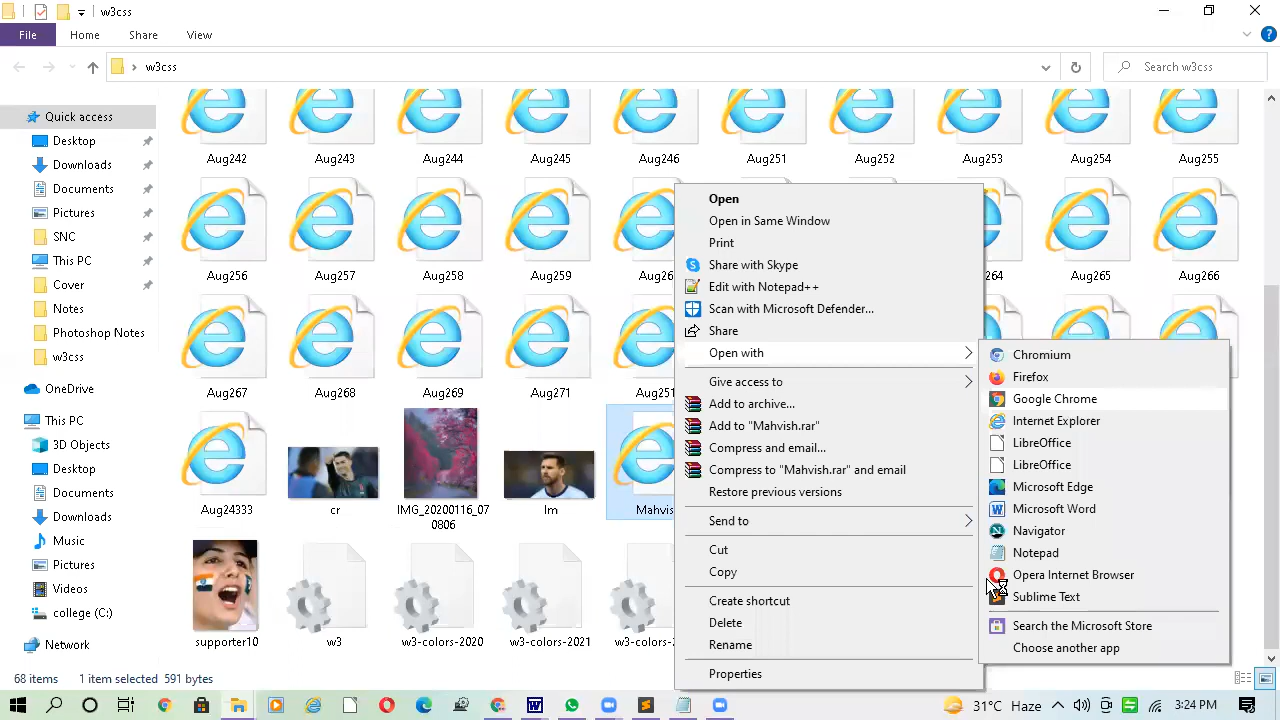 w3css
File
Home
Share
View
w3css
Search w3css
Quick access
Desktop
Downloads
Documents
Pictures
SNC
This PC
Cover
Notes
Photoshop Notes
w3css
OneDrive
This PC
3D Objects
Desktop
Documents
Downloads
Music
Pictures
Videos
college (C:)
Network
Aug242
Aug243
Aug244
Aug245
Aug246
Aug251
Aug252
Aug253
Aug254
Aug255
Aug256
Aug257
Aug258
Aug259
Aug265
Aug266
Aug267
Aug268
Aug269
Aug271
Aug24333
cr
IMG_20200116_07
0806
lm
Mahvis
supporter10
w3
w3-colors-2020
w3-colors-2021
w3-colors-2
Open
Open in Same Window
Print
Share with Skype
Edit with Notepad++
Scan with Microsoft Defender...
Share
Open with
Give access to
Add to archive...
Add to "Mahvish.rar"
Compress and email...
Compress to "Mahvish.rar" and email
Restore previous versions
Send to
Cut
Copy
Create shortcut
Delete
Rename
Properties
Chromium
Firefox
Google Chrome
Internet Explorer
LibreOffice
LibreOffice
Microsoft Edge
Microsoft Word
Navigator
Notepad
Opera Internet Browser
Sublime Text
Search the Microsoft Store
Choose another app
68 items
1 item selected 591 bytes
31°C Haze
3:24 PM